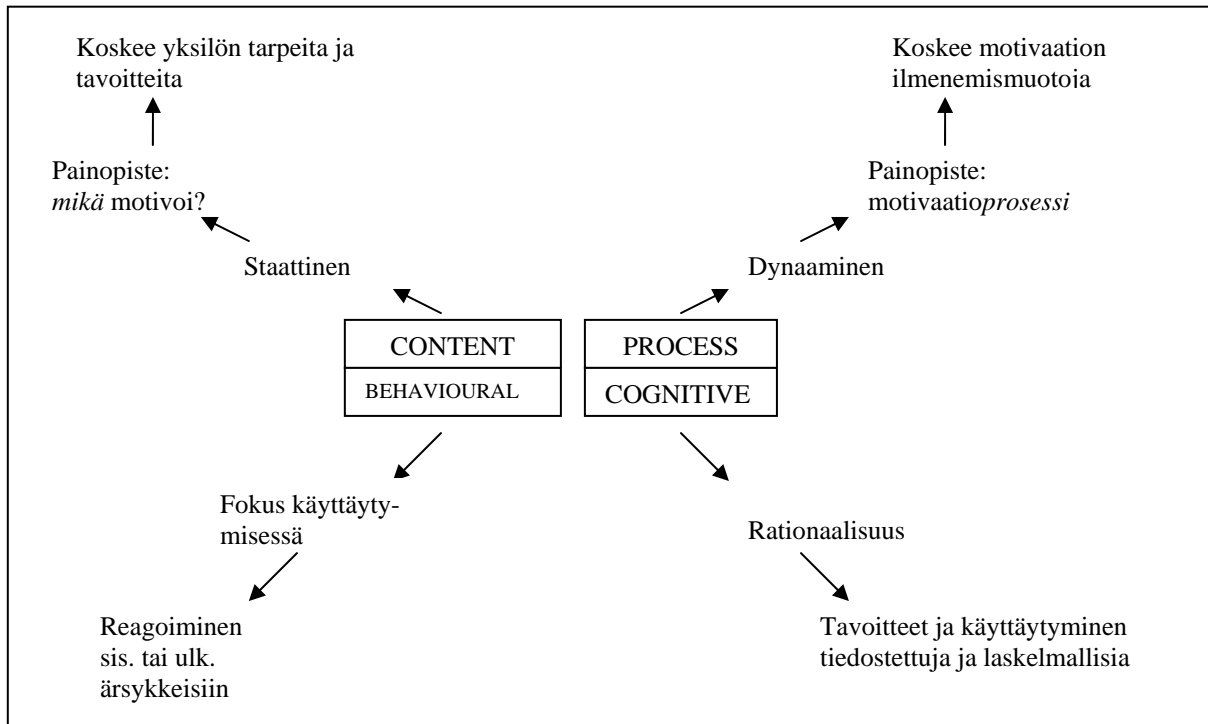 Koskee yksilön tarpeita ja
tavoitteita
Koskee motivaation
ilmenemismuotoja
Painopiste:
mikä motivoi?
Painopiste:
motivaatioprosessi
Staattinen
Dynaaminen
CONTENT
BEHAVIOURAL
PROCESS
COGNITIVE
Fokus käyttäyty-
misessä
Rationaalisuus
Reagoiminen
sis. tai ulk.
ärsykkeisiin
Tavoitteet ja käyttäytyminen
tiedostettuja ja laskelmallisia